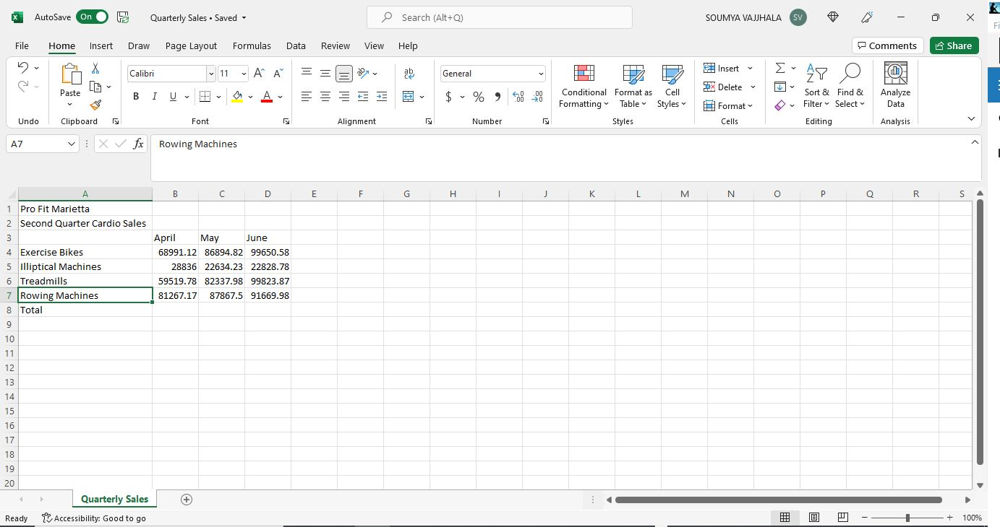 AutoSave On Quarterly Sales • Saved Search (Alt+Q) SOUMYA VAJJHALA SV
File Home Insert Draw Page Layout Formulas Data Review View Help Comments Share
Calibri 11 A A ab General Insert
Paste B I U A $ % 9 Conditional Formatting Format as Table Cell Styles Delete Sort & Filter Find & Select Analyze Data
Format
Undo Clipboard Font Alignment Number Styles Cells Editing Analysis
A7 fx Rowing Machines
A B C D E F G H I J K L M N O P Q R S
1 Pro Fit Marietta
2 Second Quarter Cardio Sales
3 April May June
4 Exercise Bikes 68991.12 86894.82 99650.58
5 Illiptical Machines 28836 22634.23 22828.78
6 Treadmills 59519.78 82337.98 99823.87
7 Rowing Machines 81267.17 87867.5 91669.98
8 Total
9
10
11
12
13
14
15
16
17
18
19
20
Quarterly Sales
Ready Accessibility: Good to go 100%